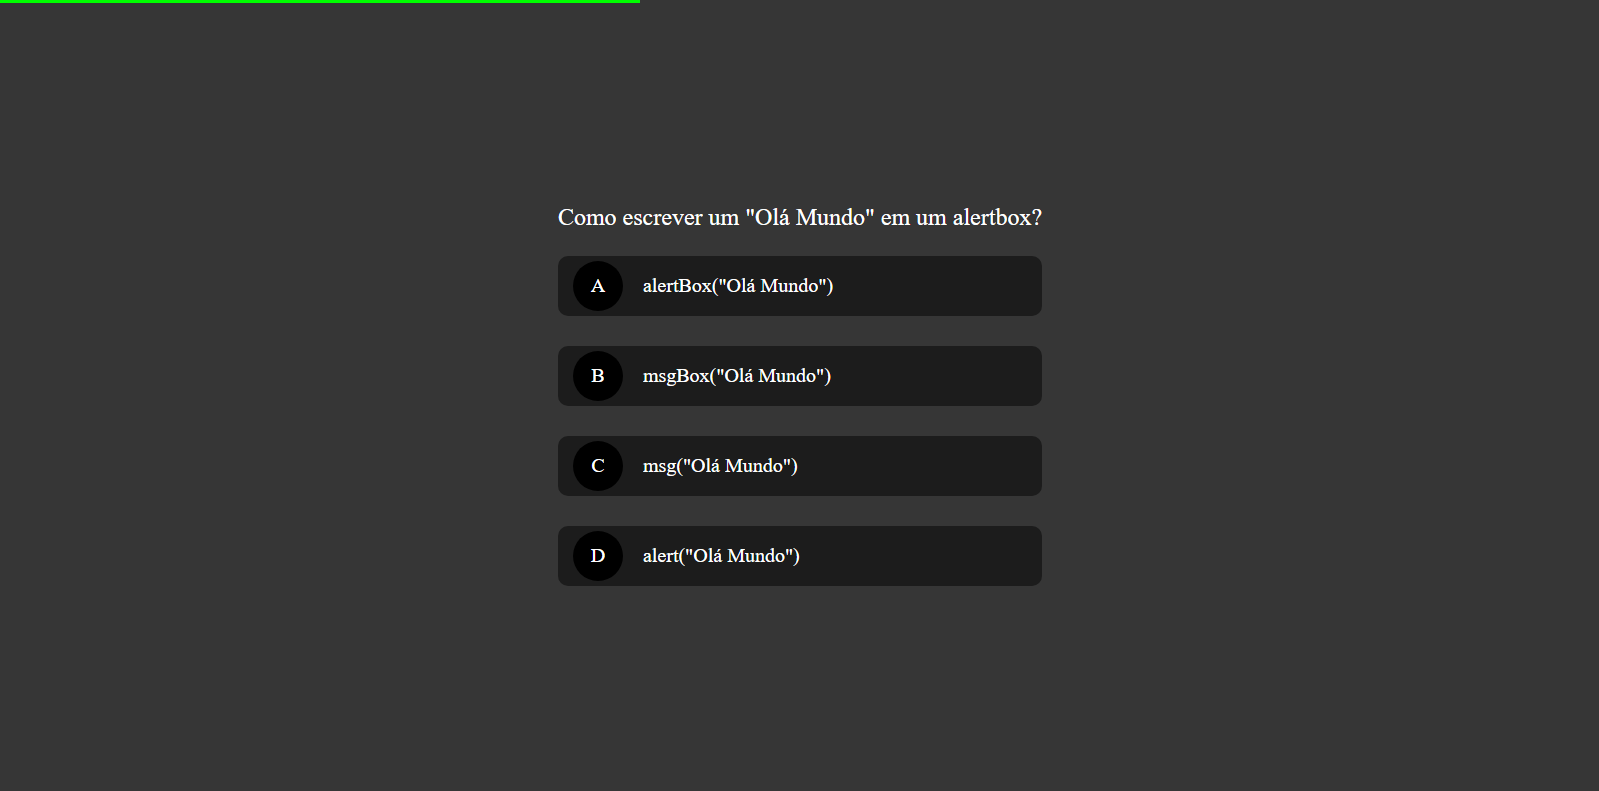 Como escrever um "Olá Mundo" em um alertbox?
A alertBox("Olá Mundo")
B msgBox("Olá Mundo")
C msg("Olá Mundo")
D alert("Olá Mundo")